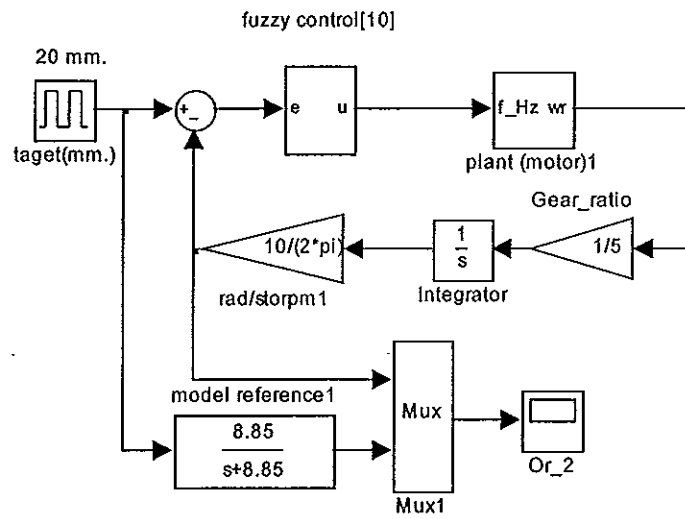 fuzzy control[10]
20 mm.
taget(mm.)
+
-
e u
f_Hz wr
plant (motor)1
Gear_ratio
1/5
1
s
Integrator
10/(2*pi)
rad/storpm1
model reference1
8.85
s+8.85
Mux
Mux1
Or_2